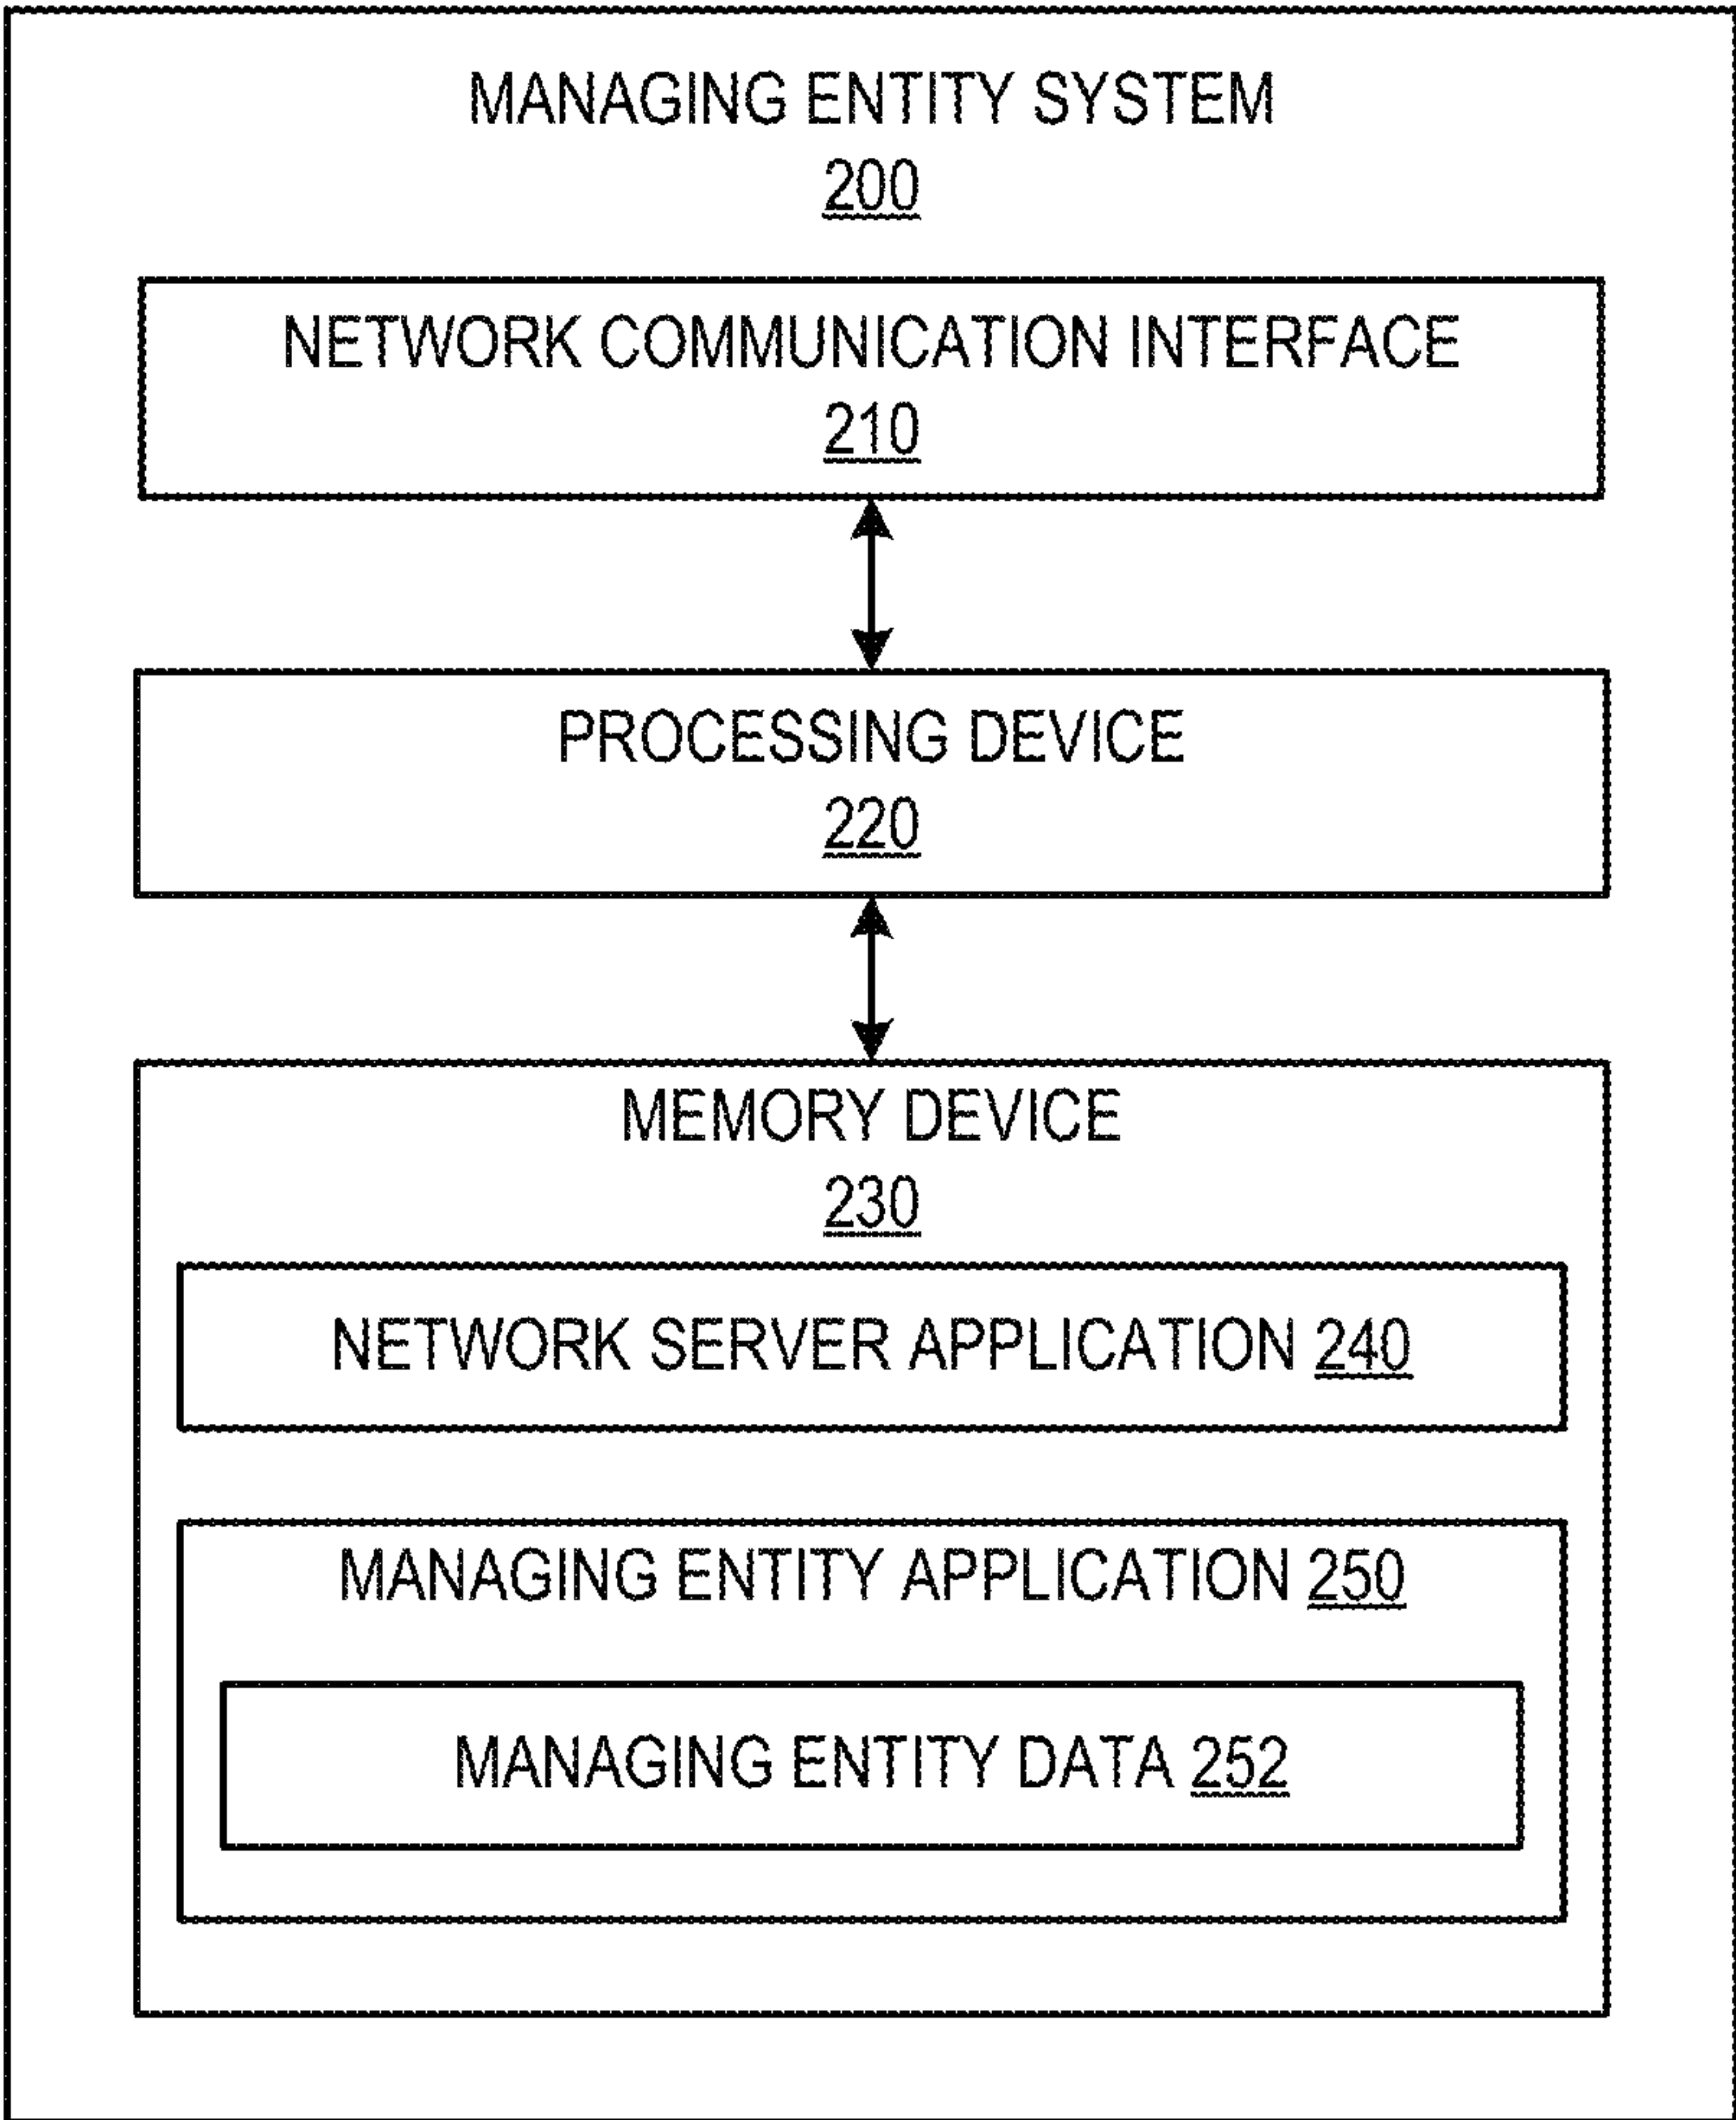 MANAGING ENTITY SYSTEM
200
NETWORK COMMUNICATION INTERFACE
210
PROCESSING DEVICE
220
MEMORY DEVICE
230
NETWORK SERVER APPLICATION 240
MANAGING ENTITY APPLICATION 250
MANAGING ENTITY DATA 252